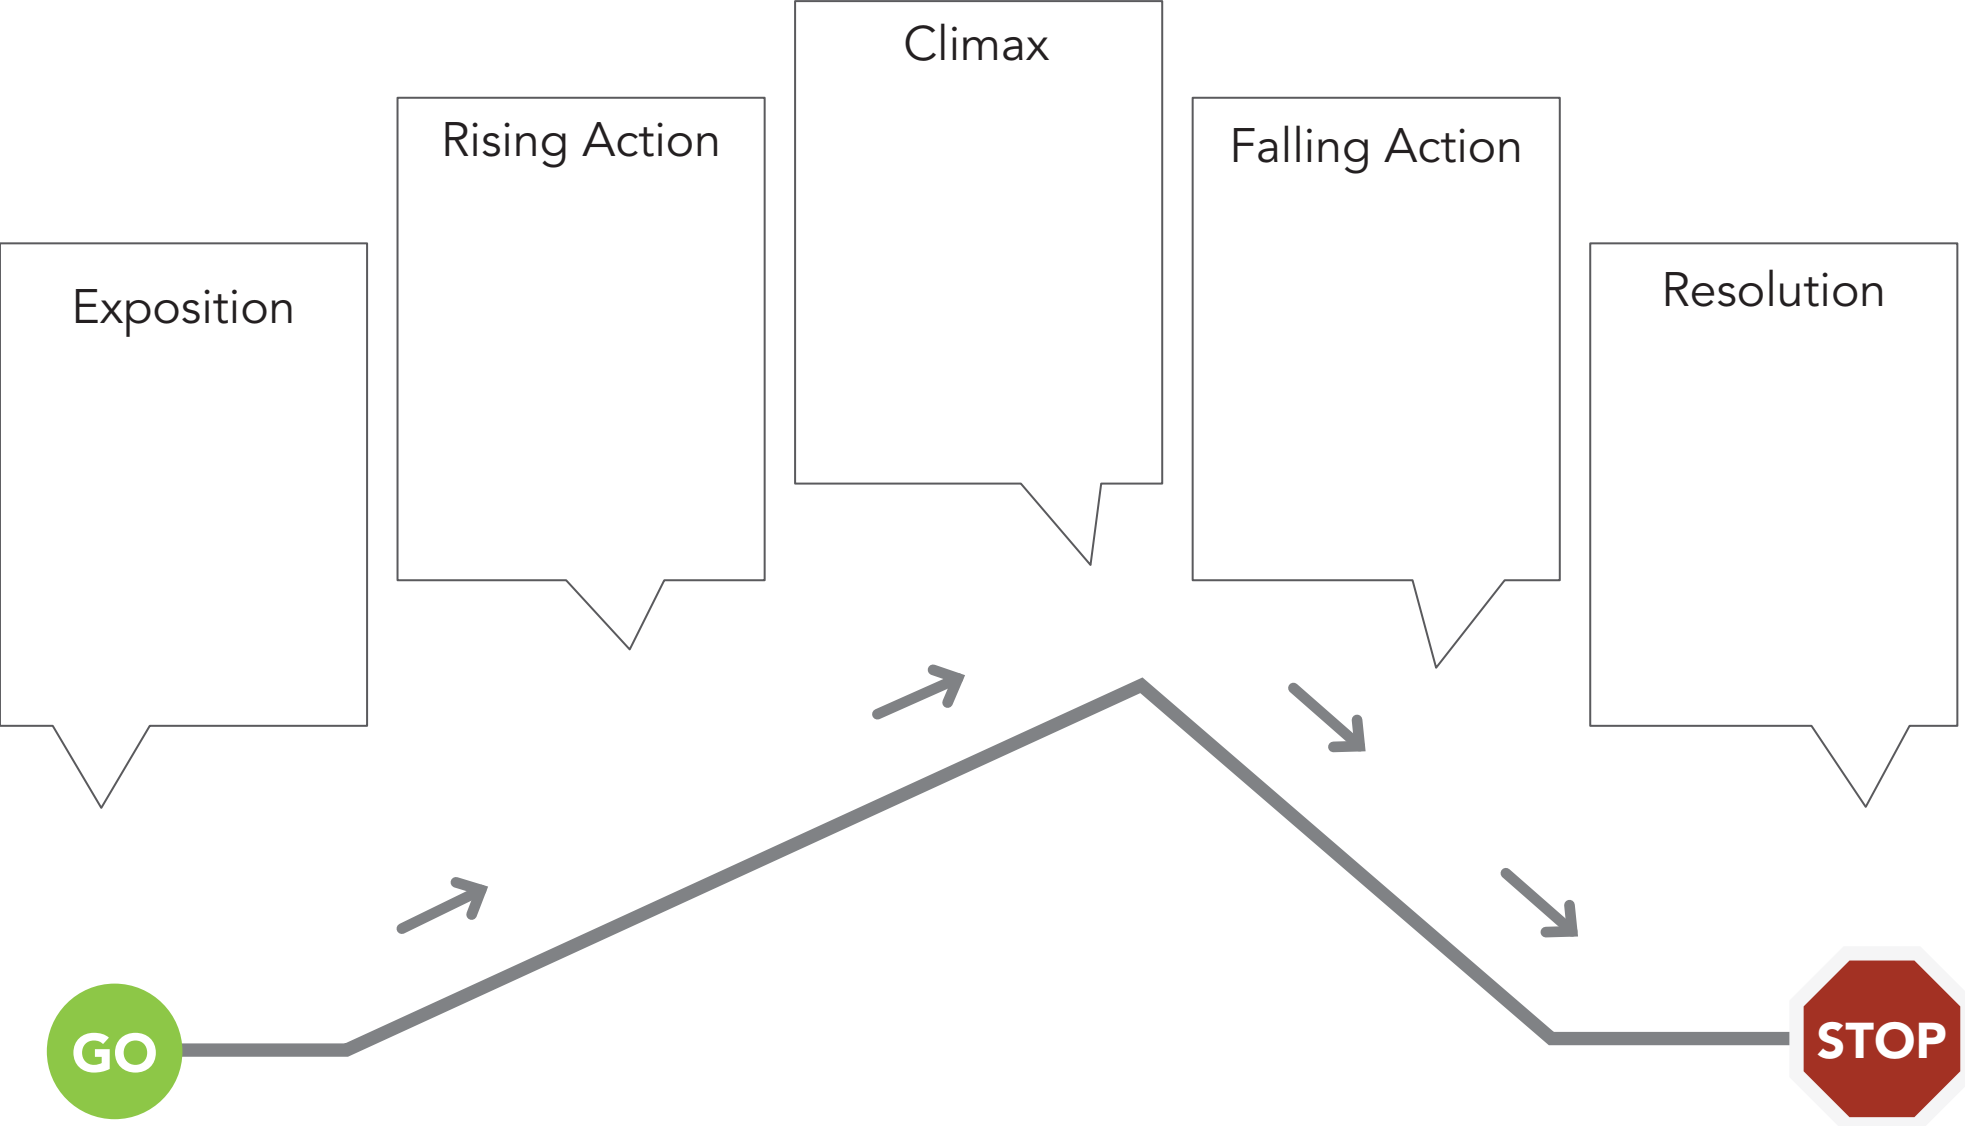 Exposition
Rising Action
Climax
Falling Action
Resolution
GO
STOP